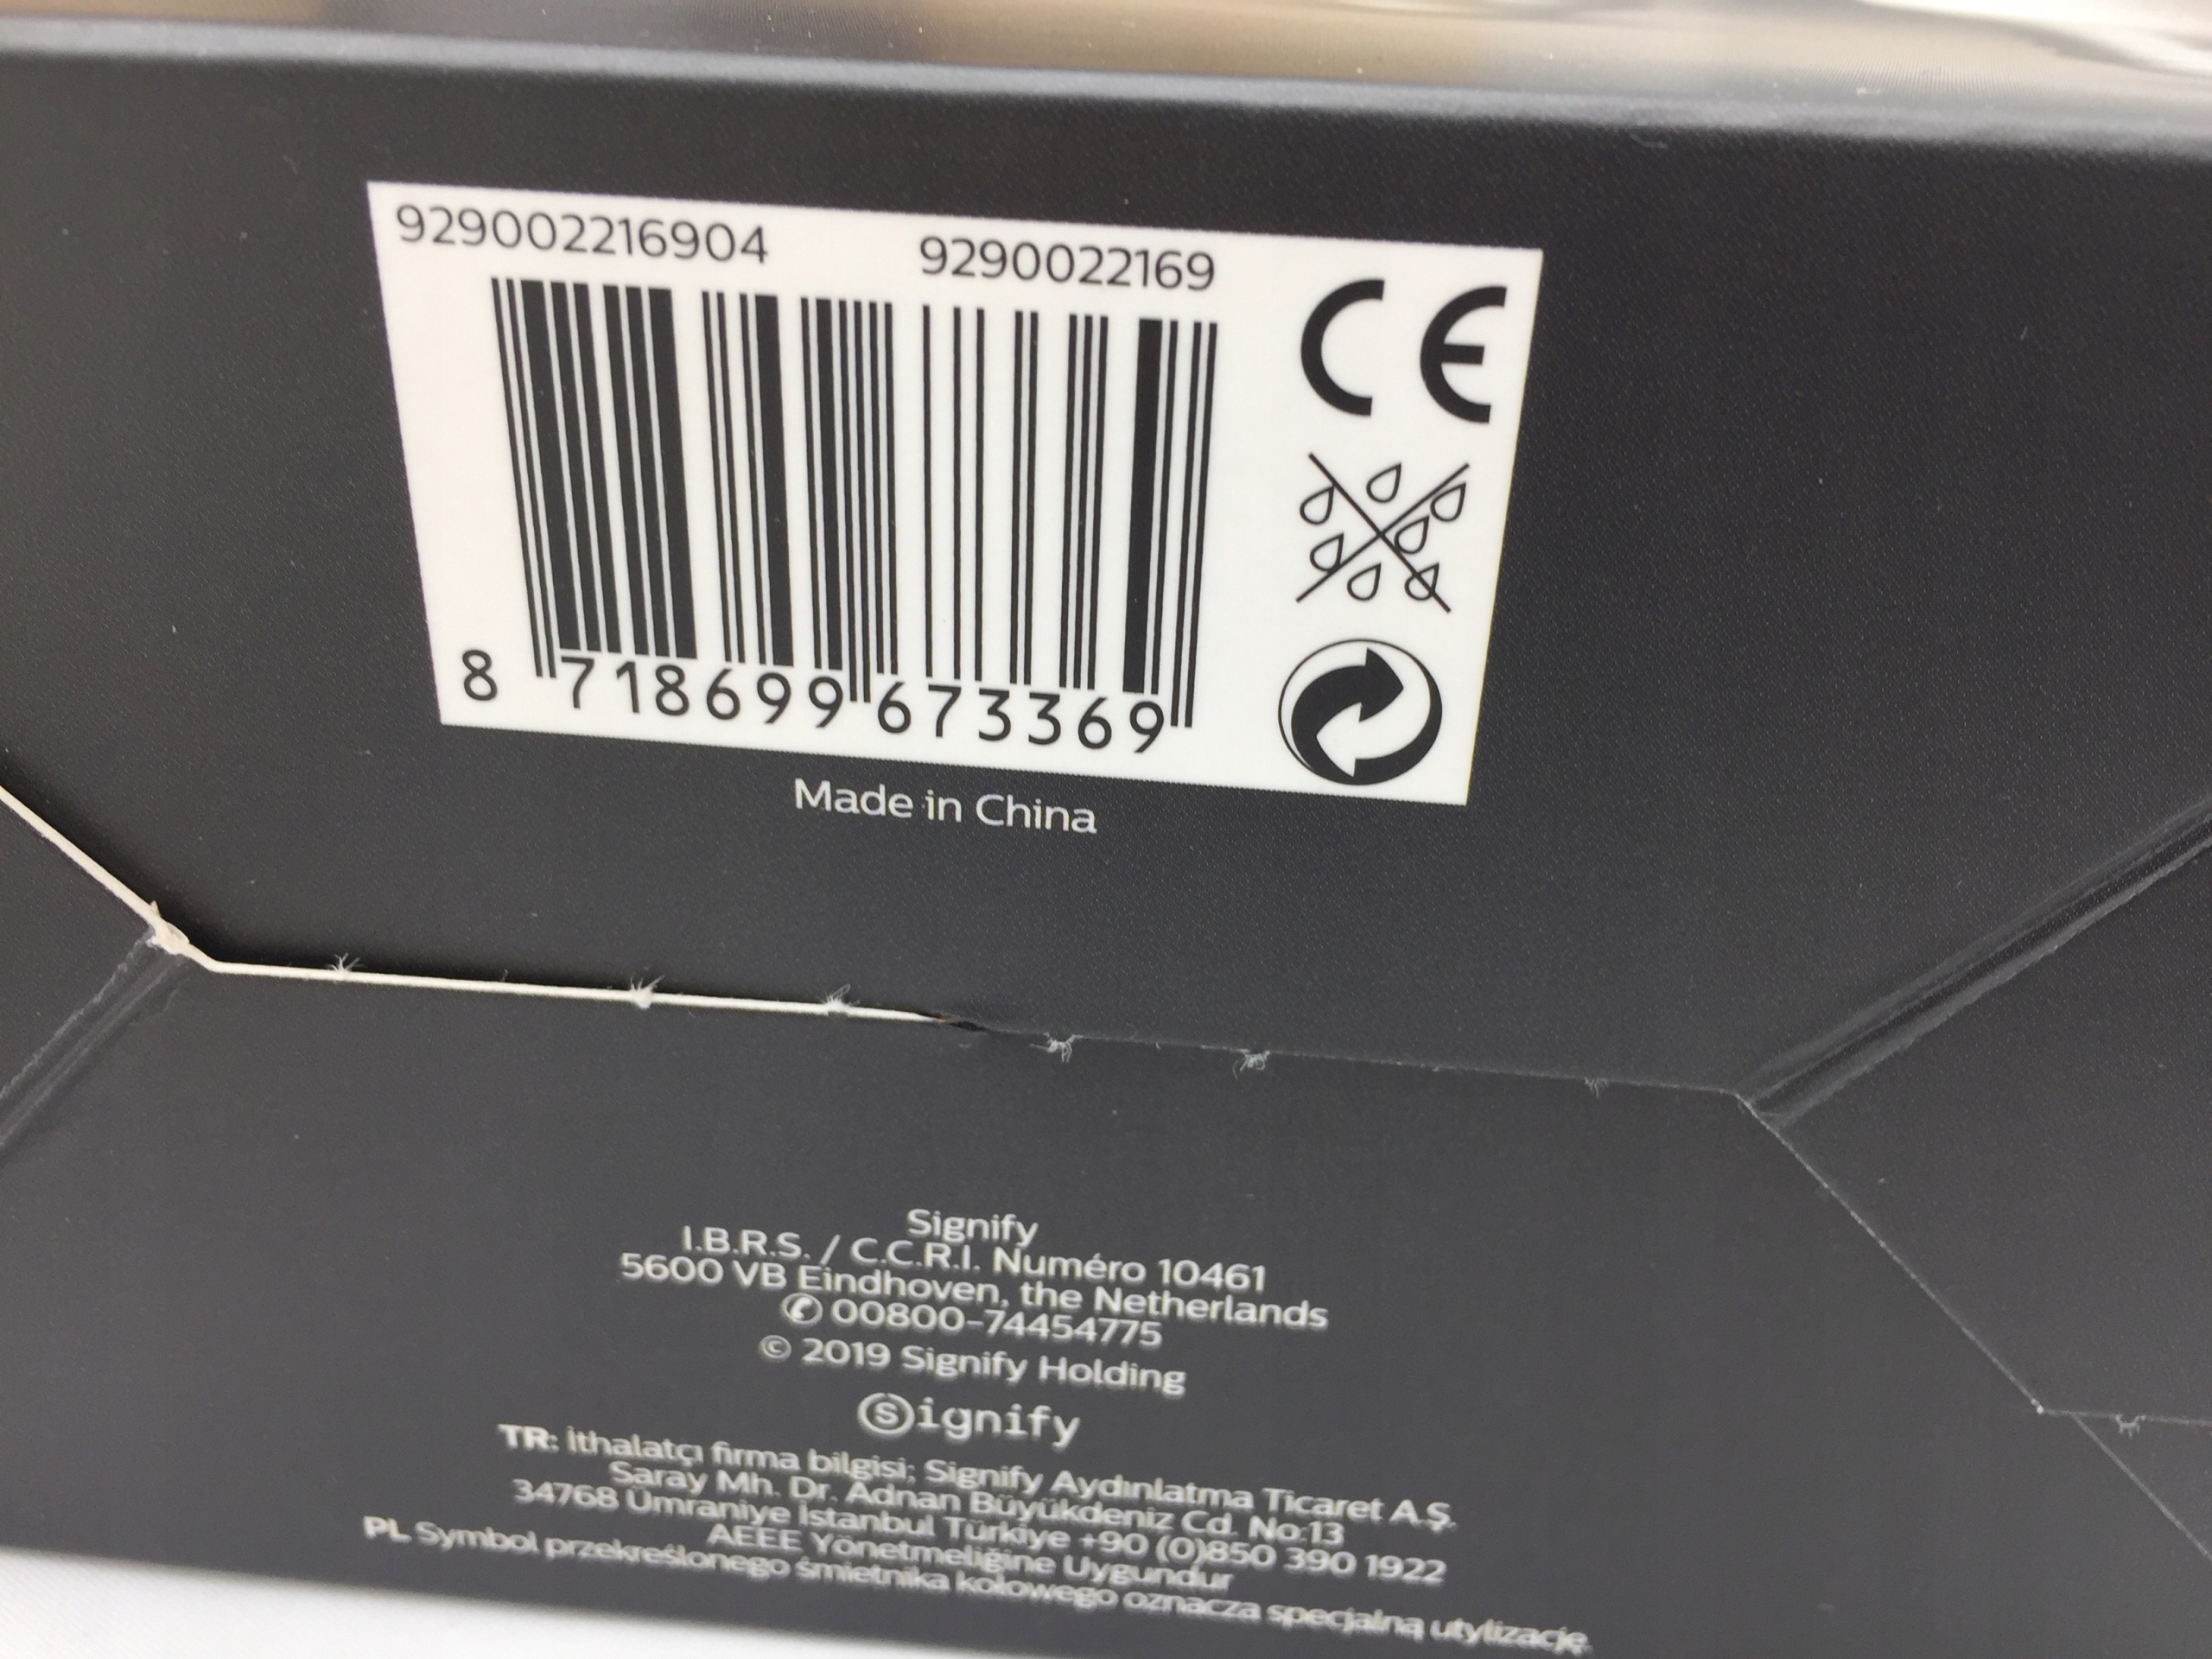 929002216904 9290022169
CE
8 718699 673369
Made in China
Signify
I.B.R.S. / C.C.R.I. Numéro 10461
5600 VB Eindhoven, the Netherlands
✆ 00800-74454775
© 2019 Signify Holding
Signify
TR: İthalatçı firma bilgisi; Signify Aydınlatma Ticaret A.Ş.
Saray Mh. Dr. Adnan Büyükdeniz Cd. No:13
34768 Ümraniye İstanbul Türkiye +90 (0)850 390 1922
AEEE Yönetmeliğine Uygundur
PL Symbol przekreślonego śmietnika kołowego oznacza specjalną utylizację.